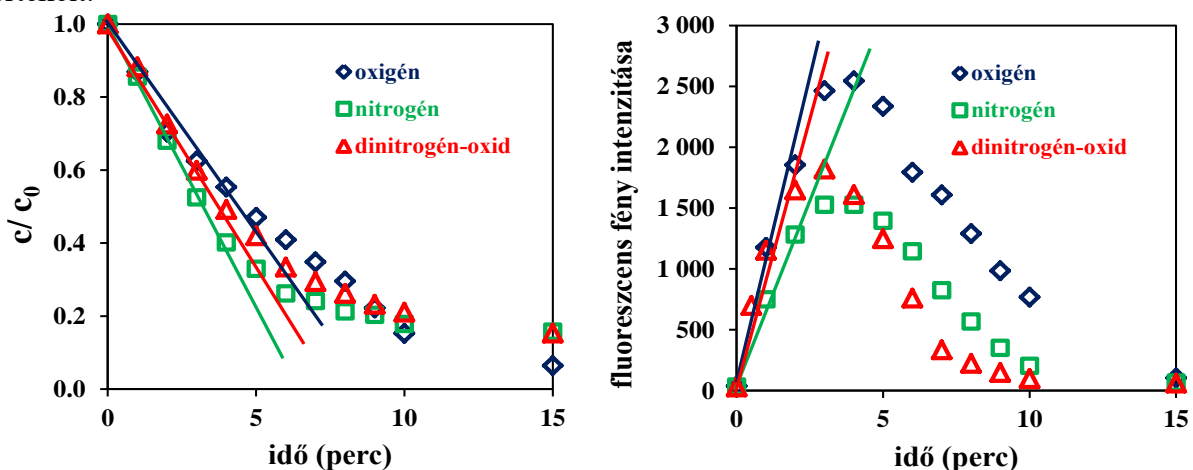 1.0
0.8
0.6
0.4
0.2
0.0
0
5
10
15
c/ c0
idő (perc)
oxigén
nitrogén
dinitrogén-oxid
3 000
2 500
2 000
1 500
1 000
500
0
0
5
10
15
fluoreszcens fény intenzitása
idő (perc)
oxigén
nitrogén
dinitrogén-oxid